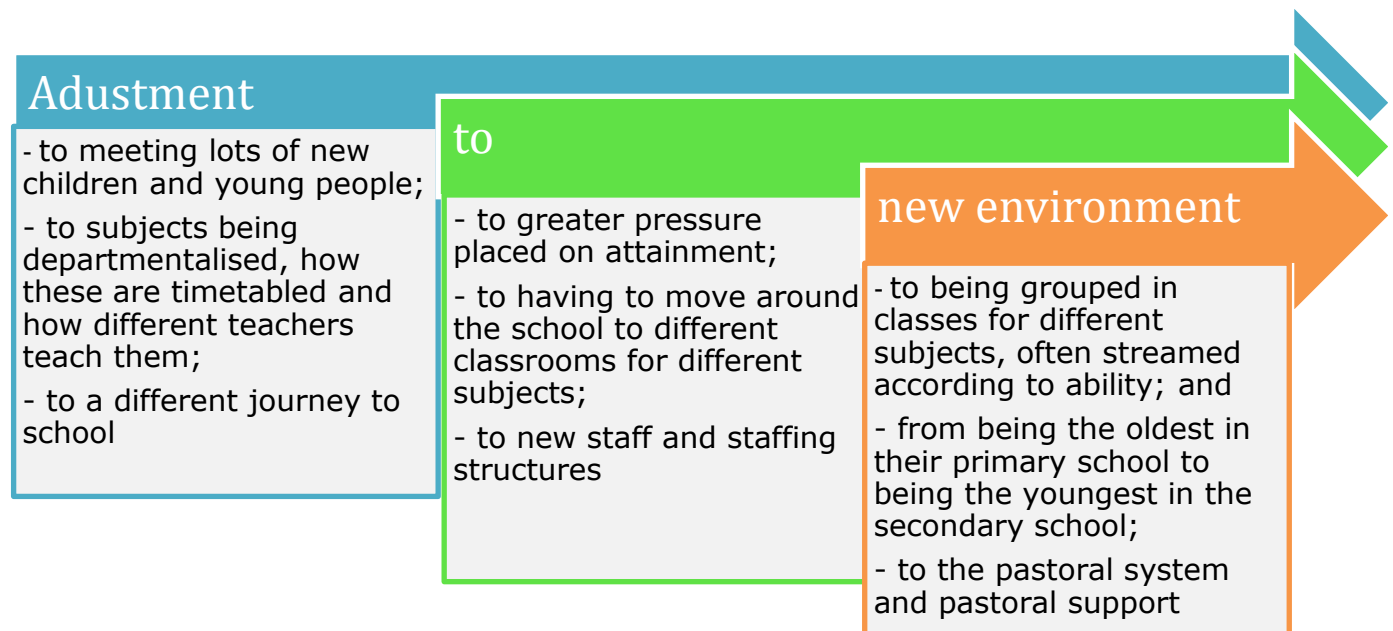 Adustment
- to meeting lots of new
children and young people;
- to subjects being
departmentalised, how
these are timetabled and
how different teachers
teach them;
- to a different journey to
school
to
- to greater pressure
placed on attainment;
- to having to move around
the school to different
classrooms for different
subjects;
- to new staff and staffing
structures
new environment
- to being grouped in
classes for different
subjects, often streamed
according to ability; and
- from being the oldest in
their primary school to
being the youngest in the
secondary school;
- to the pastoral system
and pastoral support